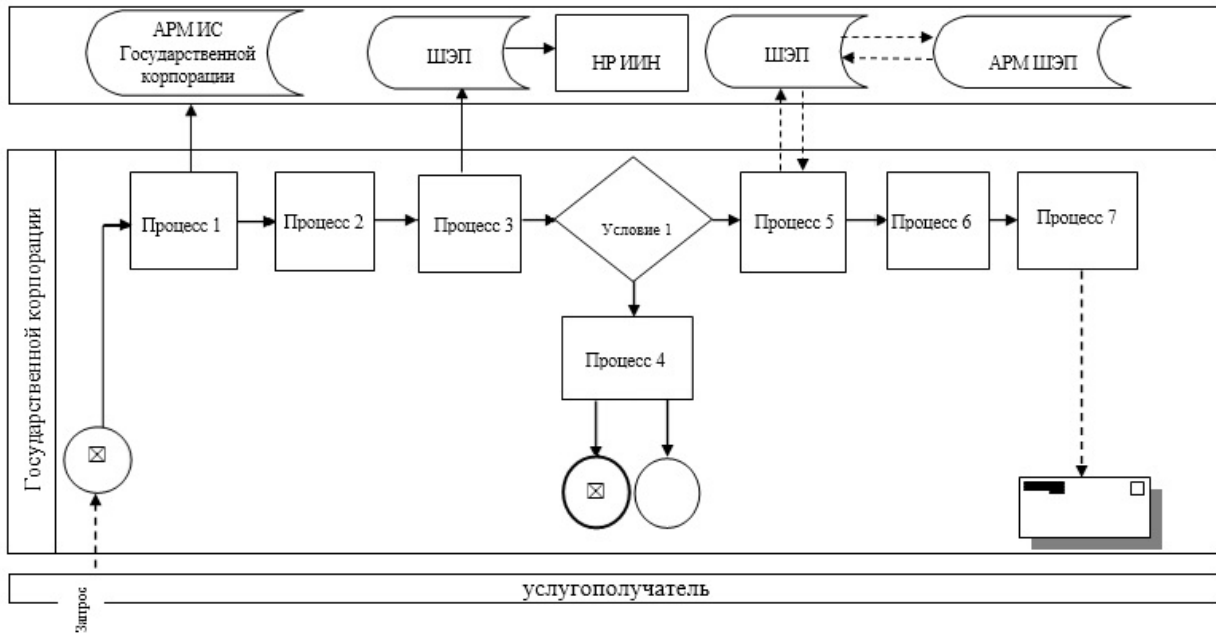 АРМ ИС
Государственной
корпорации
ШЭП
НР ИИН
ШЭП
АРМ ШЭП
Государственной корпорации
Процесс 1
Процесс 2
Процесс 3
Условие 1
Процесс 5
Процесс 6
Процесс 7
Процесс 4
услугополучатель
Запрос